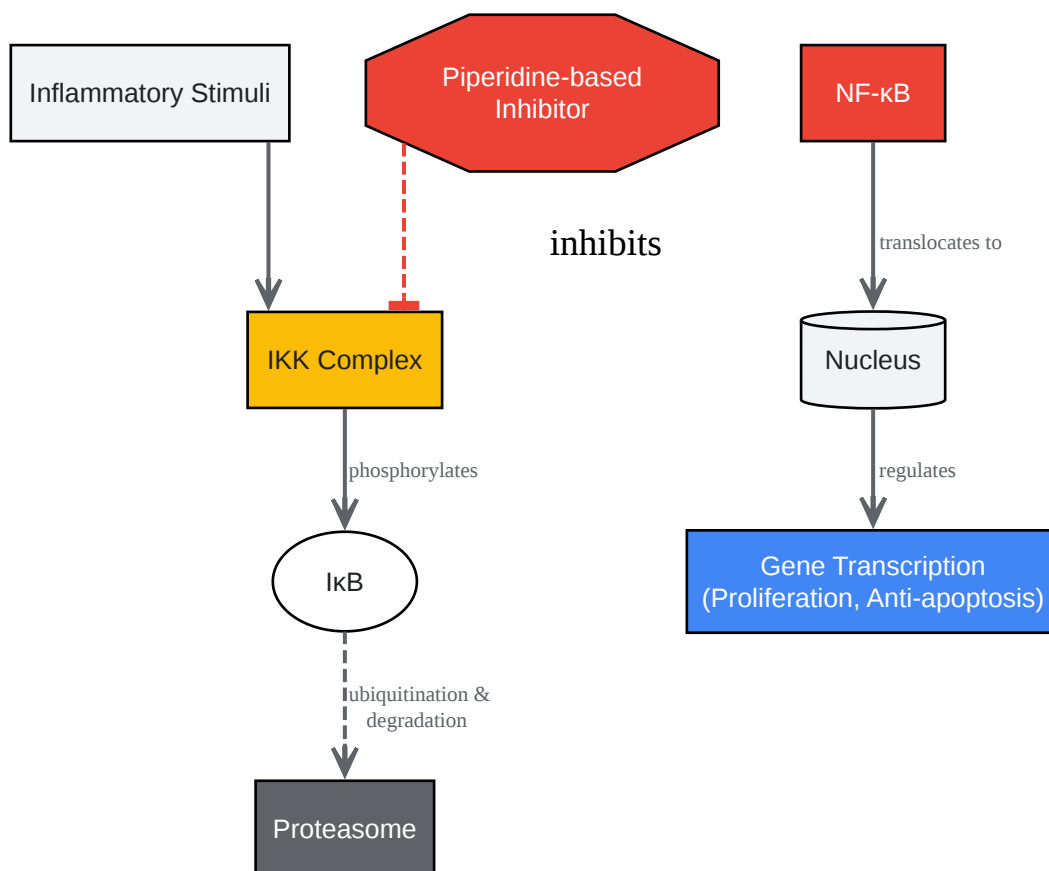 Inflammatory Stimuli
Piperidine-based
Inhibitor
NF-κB
inhibits
translocates to
IKK Complex
Nucleus
phosphorylates
regulates
IκB
Gene Transcription
(Proliferation, Anti-apoptosis)
ubiquitination &
degradation
Proteasome